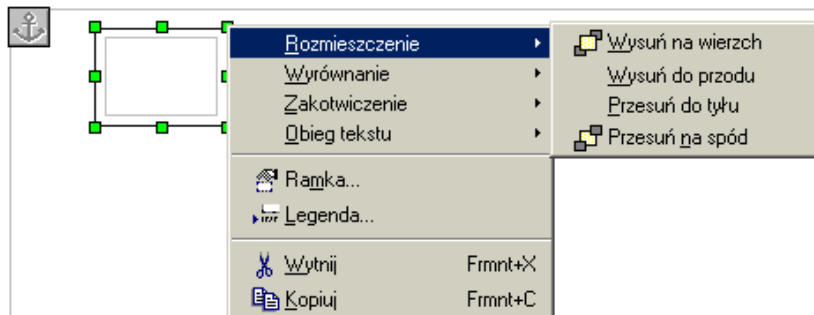 Rozmieszczenie
Wyrównanie
Zakotwiczenie
Obieg tekstu
Ramka...
Legenda...
Wytnij Frmnt+X
Kopiuj Frmnt+C
Wysuń na wierzch
Wysuń do przodu
Przesuń do tyłu
Przesuń na spód